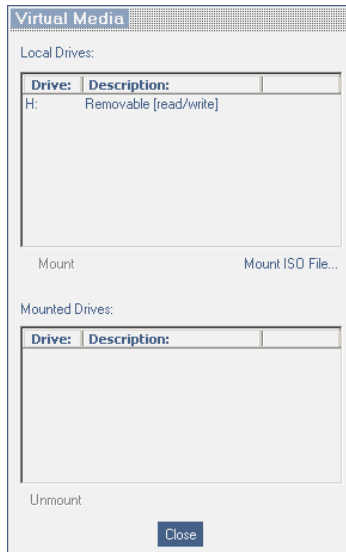 Virtual Media
Local Drives:
Drive: Description:
H: Removable [read/write]
Mount Mount ISO File...
Mounted Drives:
Drive: Description:
Unmount
Close